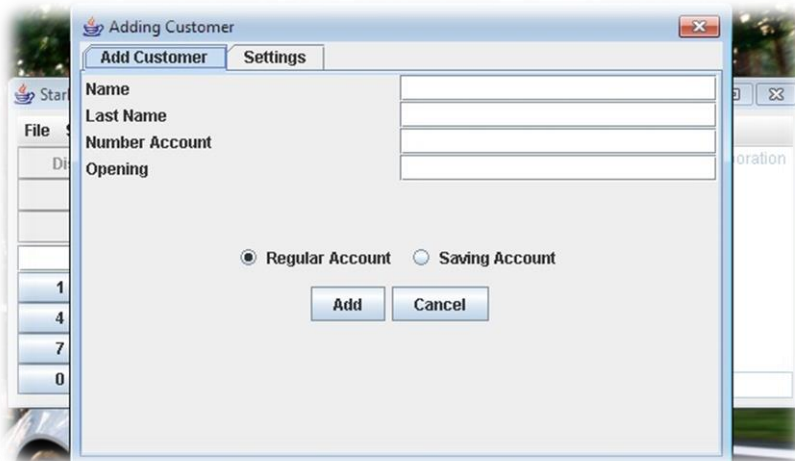 Adding Customer
Add Customer Settings
Name
Last Name
Number Account
Opening
Regular Account Saving Account
Add Cancel
File
1
4
7
0